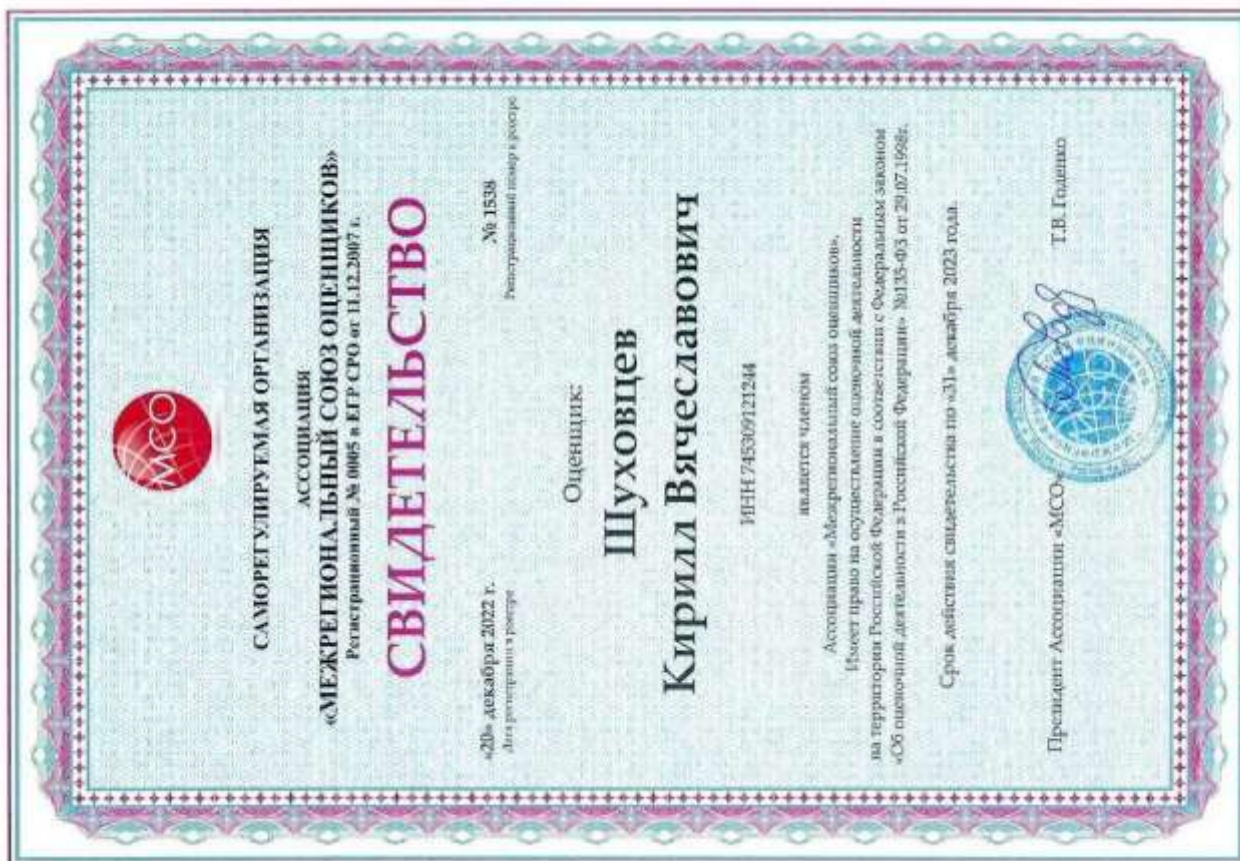 МСО
САМОРЕГУЛИРУЕМАЯ ОРГАНИЗАЦИЯ
АССОЦИАЦИЯ
«МЕЖРЕГИОНАЛЬНЫЙ СОЮЗ ОЦЕНЩИКОВ»
Регистрационный № 0005 в ЕГР СРО от 11.12.2007 г.
СВИДЕТЕЛЬСТВО
«20» декабря 2022 г. № 1538
Дата регистрации в реестре Регистрационный номер в реестре
Оценщик:
Шуховцев
Кирилл Вячеславович
ИНН 745309121244
является членом
Ассоциации «Межрегиональный союз оценщиков».
Имеет право на осуществление оценочной деятельности
на территории Российской Федерации в соответствии с Федеральным законом
«Об оценочной деятельности в Российской Федерации» №135-ФЗ от 29.07.1998г.
Срок действия свидетельства по «31» декабря 2023 года.
Президент Ассоциации «МСО» Т.В. Годенко